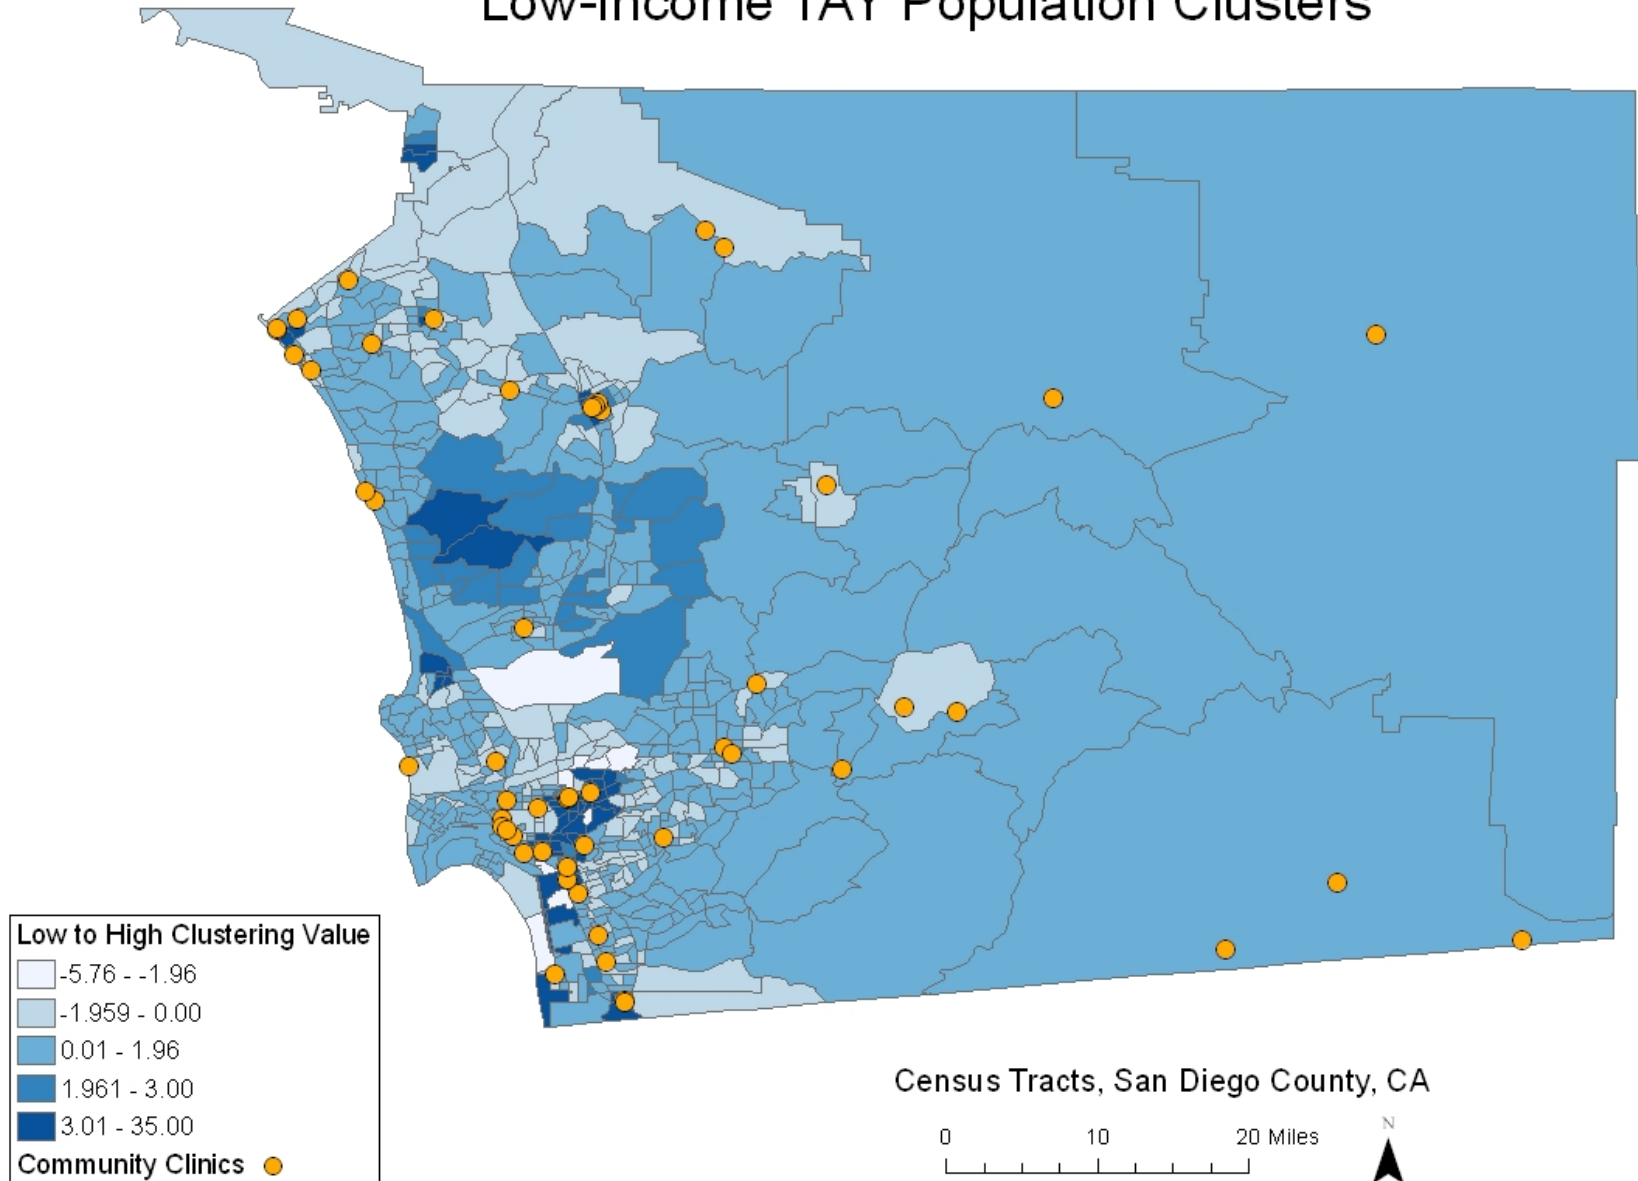 Low-Income TAY Population Clusters
Low to High Clustering Value
-5.76 - -1.96
-1.959 - 0.00
0.01 - 1.96
1.961 - 3.00
3.01 - 35.00
Community Clinics
Census Tracts, San Diego County, CA
0 10 20 Miles
N